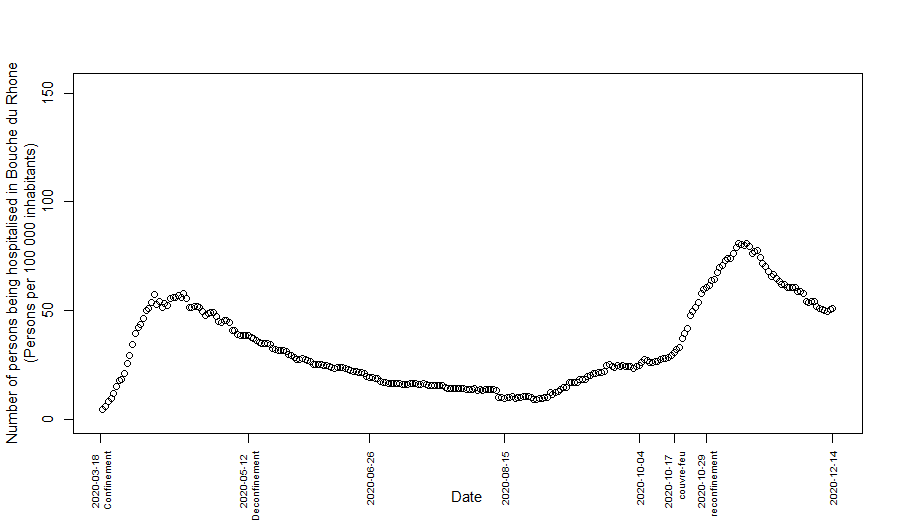 Number of persons being hospitalised in Bouche du Rhone
(Persons per 100 000 inhabitants)
150
100
50
0
2020-03-18
Confinement
2020-05-12
Deconfinement
2020-06-26
2020-08-15
2020-10-04
2020-10-17
couvre-feu
2020-10-29
reconfinement
2020-12-14
Date